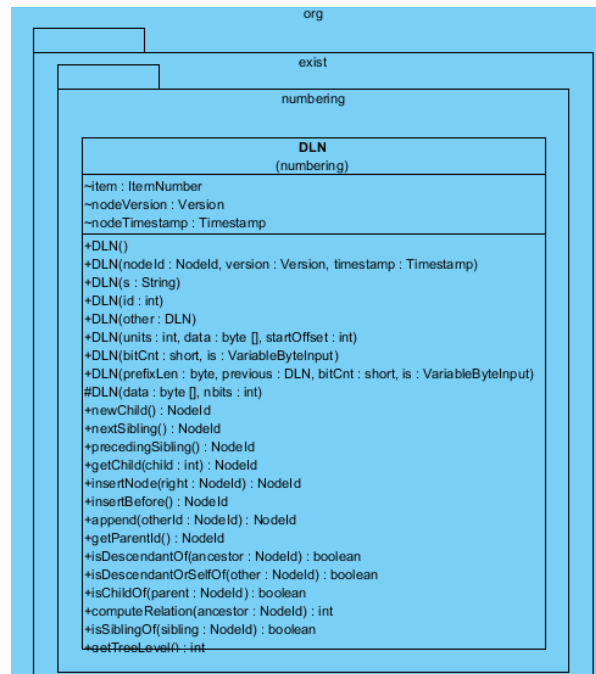 org
exist
numbering
DLN
(numbering)
~item : ItemNumber
~nodeVersion : Version
~nodeTimestamp : Timestamp
+DLN()
+DLN(nodeId : NodeId, version : Version, timestamp : Timestamp)
+DLN(s : String)
+DLN(id : int)
+DLN(other : DLN)
+DLN(units : int, data : byte [], startOffset : int)
+DLN(bitCnt : short, is : VariableByteInput)
+DLN(prefixLen : byte, previous : DLN, bitCnt : short, is : VariableByteInput)
#DLN(data : byte [], nbits : int)
+newChild() : NodeId
+nextSibling() : NodeId
+precedingSibling() : NodeId
+getChild(child : int) : NodeId
+insertNode(right : NodeId) : NodeId
+insertBefore() : NodeId
+append(otherId : NodeId) : NodeId
+getParentId() : NodeId
+isDescendantOf(ancestor : NodeId) : boolean
+isDescendantOrSelfOf(other : NodeId) : boolean
+isChildOf(parent : NodeId) : boolean
+computeRelation(ancestor : NodeId) : int
+isSiblingOf(sibling : NodeId) : boolean
+getTreeLevel() : int